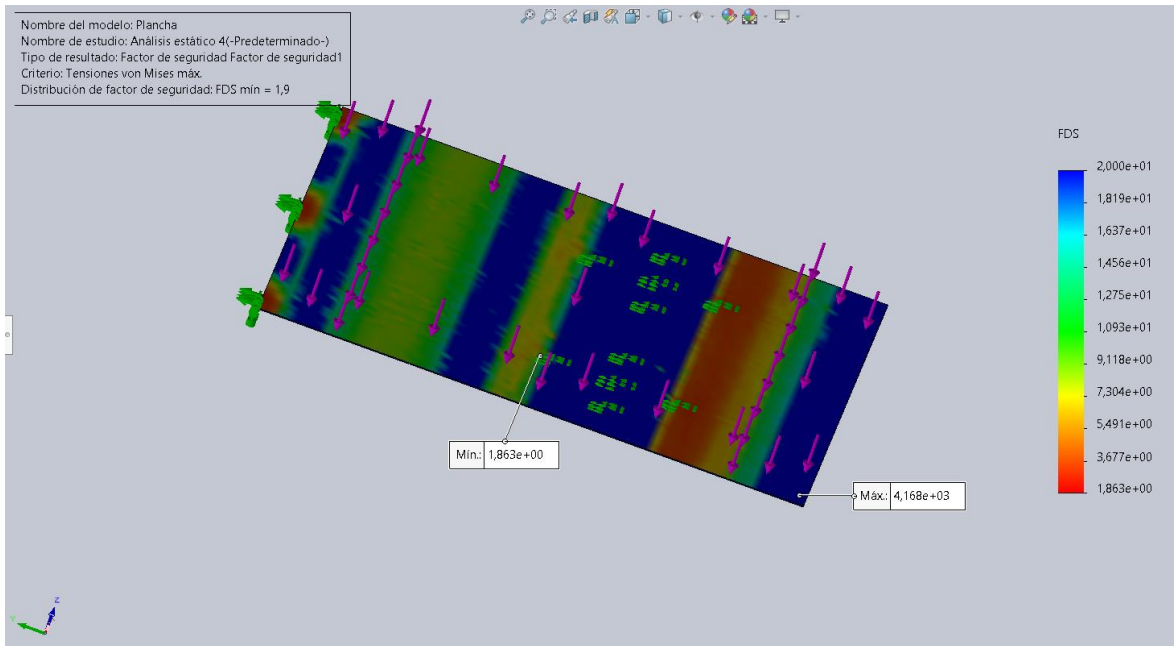 Nombre del modelo: Plancha
Nombre de estudio: Análisis estático 4(-Predeterminado-)
Tipo de resultado: Factor de seguridad Factor de seguridad1
Criterio: Tensiones von Mises máx.
Distribución de factor de seguridad: FDS mín = 1,9
FDS
2,000e+01
1,819e+01
1,637e+01
1,456e+01
1,275e+01
1,093e+01
9,118e+00
7,304e+00
5,491e+00
3,677e+00
1,863e+00
Mín.: 1,863e+00
Máx.: 4,168e+03
Z
Y